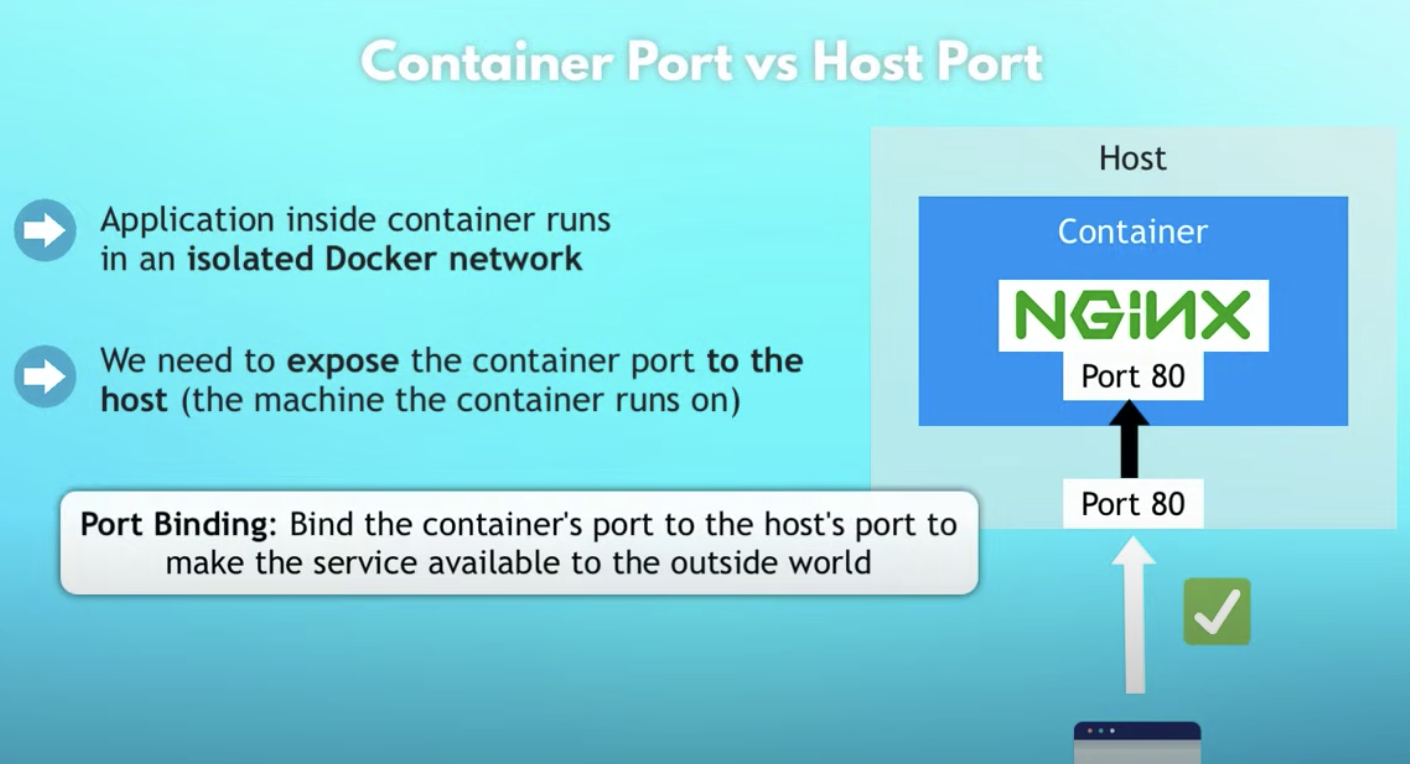 Container Port vs Host Port
Application inside container runs
in an isolated Docker network
We need to expose the container port to the
host (the machine the container runs on)
Port Binding: Bind the container's port to the host's port to
make the service available to the outside world
Host
Container
NGINX
Port 80
Port 80